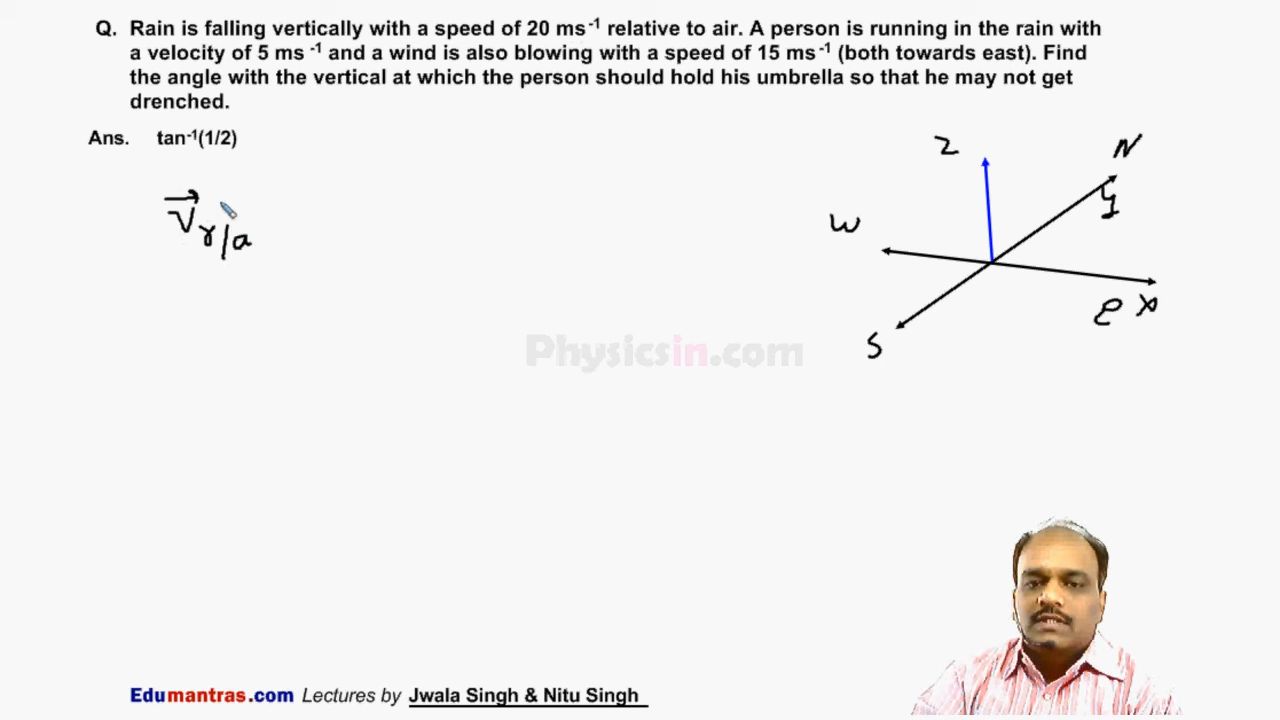 Q. Rain is falling vertically with a speed of 20 ms⁻¹ relative to air. A person is running in the rain with
a velocity of 5 ms ⁻¹ and a wind is also blowing with a speed of 15 ms⁻¹ (both towards east). Find
the angle with the vertical at which the person should hold his umbrella so that he may not get
drenched.
Ans. tan⁻¹(1/2)
Z
N
y
W
V⃗r/a
E X
S
Physicsin.com
Edumantras.com Lectures by Jwala Singh & Nitu Singh